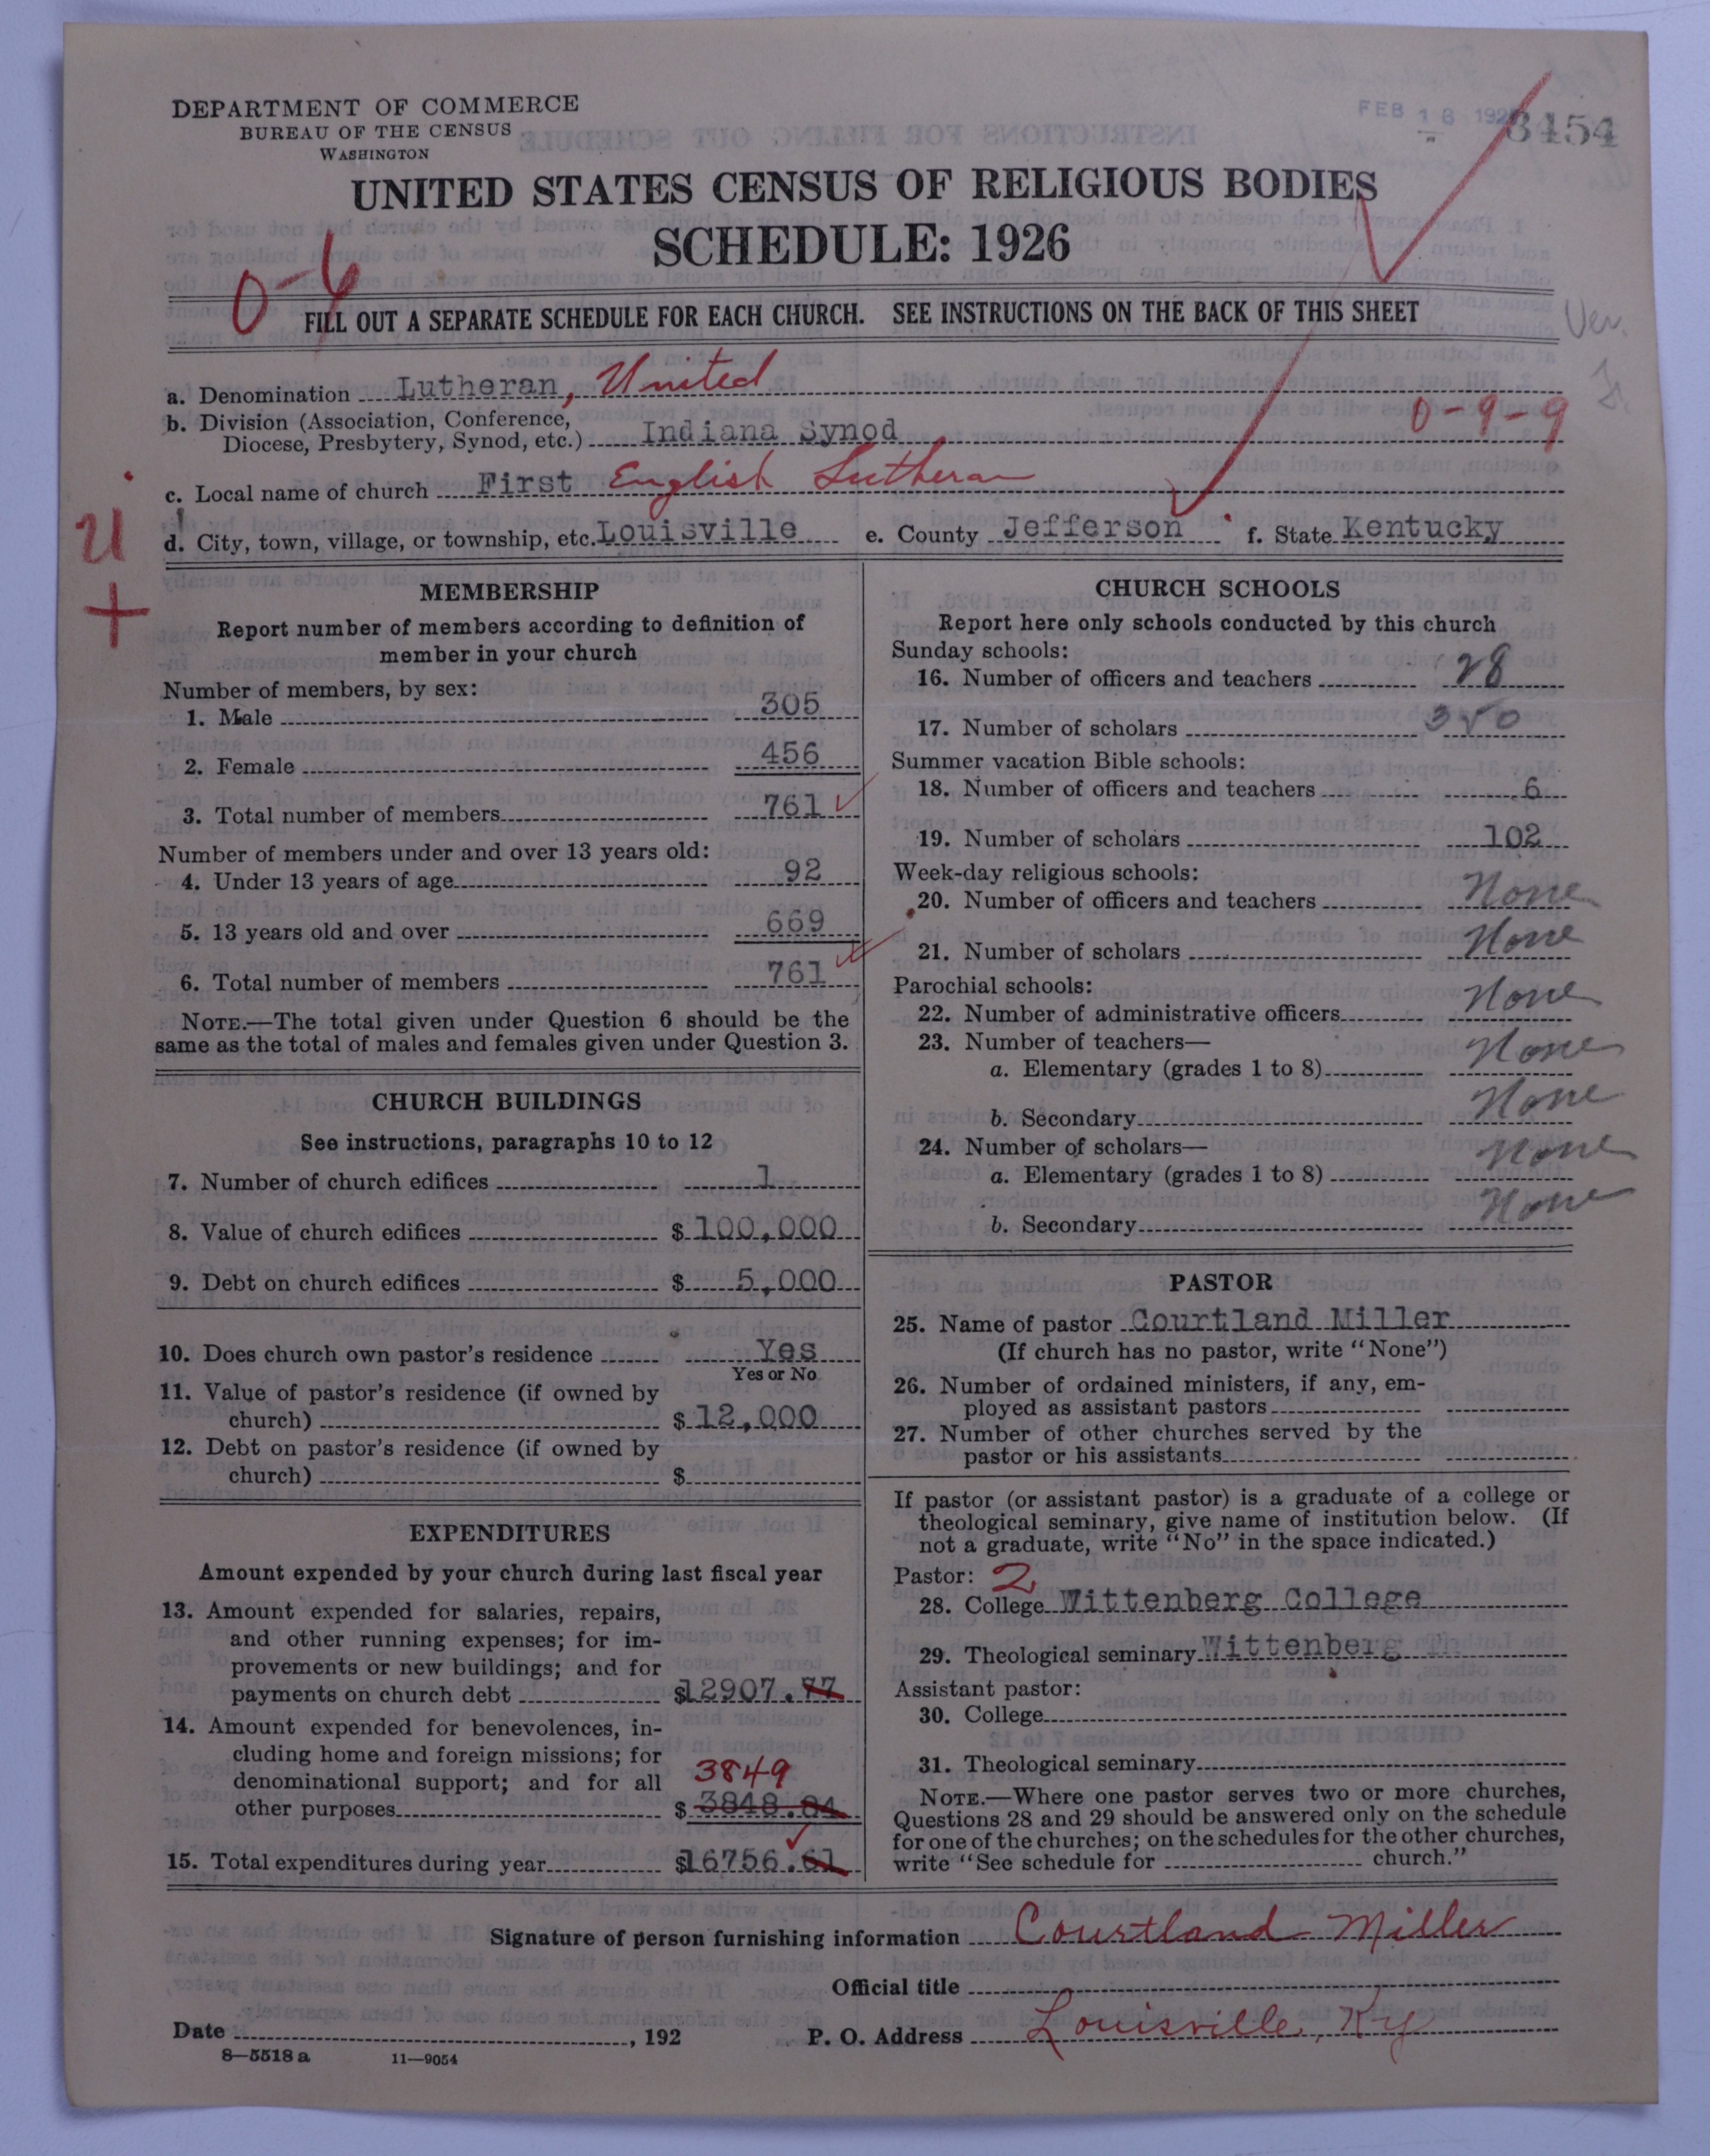 DEPARTMENT OF COMMERCE
BUREAU OF THE CENSUS
WASHINGTON
FEB 16 192
8454
UNITED STATES CENSUS OF RELIGIOUS BODIES
SCHEDULE: 1926
0-6
FILL OUT A SEPARATE SCHEDULE FOR EACH CHURCH. SEE INSTRUCTIONS ON THE BACK OF THIS SHEET
Ver.
a. Denomination Lutheran, United
0-9-9
b. Division (Association, Conference,
Diocese, Presbytery, Synod, etc.) Indiana Synod
c. Local name of church First English Lutheran
U
+
d. City, town, village, or township, etc. Louisville e. County Jefferson f. State Kentucky
MEMBERSHIP
Report number of members according to definition of
member in your church
Number of members, by sex:
1. Male 305
2. Female 456
3. Total number of members 761
Number of members under and over 13 years old:
4. Under 13 years of age 92
5. 13 years old and over 669
6. Total number of members 761
NOTE.—The total given under Question 6 should be the
same as the total of males and females given under Question 3.
CHURCH BUILDINGS
See instructions, paragraphs 10 to 12
7. Number of church edifices 1
8. Value of church edifices $ 100,000
9. Debt on church edifices $ 5,000
10. Does church own pastor's residence Yes
Yes or No
11. Value of pastor's residence (if owned by
church) $ 12,000
12. Debt on pastor's residence (if owned by
church) $
EXPENDITURES
Amount expended by your church during last fiscal year
13. Amount expended for salaries, repairs,
and other running expenses; for im-
provements or new buildings; and for
payments on church debt $12907.77
14. Amount expended for benevolences, in-
cluding home and foreign missions; for
denominational support; and for all 3849
other purposes $ 3848.84
15. Total expenditures during year $16756.61
CHURCH SCHOOLS
Report here only schools conducted by this church
Sunday schools:
16. Number of officers and teachers 28
17. Number of scholars 350
Summer vacation Bible schools:
18. Number of officers and teachers 6
19. Number of scholars 102
Week-day religious schools:
20. Number of officers and teachers None
21. Number of scholars None
Parochial schools:
22. Number of administrative officers None
23. Number of teachers—
a. Elementary (grades 1 to 8) None
b. Secondary None
24. Number of scholars—
a. Elementary (grades 1 to 8) None
b. Secondary None
PASTOR
25. Name of pastor Courtland Miller
(If church has no pastor, write "None")
26. Number of ordained ministers, if any, em-
ployed as assistant pastors
27. Number of other churches served by the
pastor or his assistants
If pastor (or assistant pastor) is a graduate of a college or
theological seminary, give name of institution below. (If
not a graduate, write "No" in the space indicated.)
Pastor: 2
28. College Wittenberg College
29. Theological seminary Wittenberg
Assistant pastor:
30. College
31. Theological seminary
NOTE.—Where one pastor serves two or more churches,
Questions 28 and 29 should be answered only on the schedule
for one of the churches; on the schedules for the other churches,
write "See schedule for church."
Signature of person furnishing information Courtland Miller
Official title
Date , 192 P. O. Address Louisville, Ky
8—5518a 11—9054